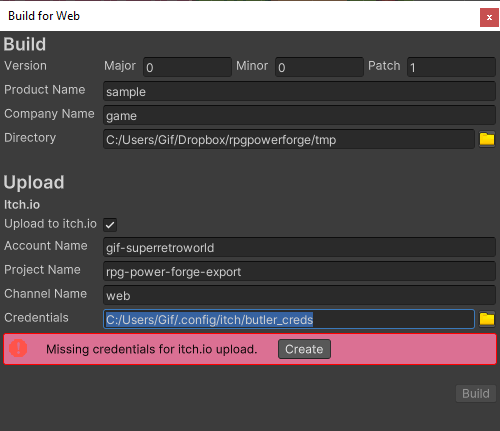 Build for Web
x
Build
Version Major 0 Minor 0 Patch 1
Product Name sample
Company Name game
Directory C:/Users/Gif/Dropbox/rpgpowerforge/tmp
Upload
Itch.io
Upload to itch.io
Account Name gif-superretroworld
Project Name rpg-power-forge-export
Channel Name web
Credentials C:/Users/Gif/.config/itch/butler_creds
Missing credentials for itch.io upload. Create
Build